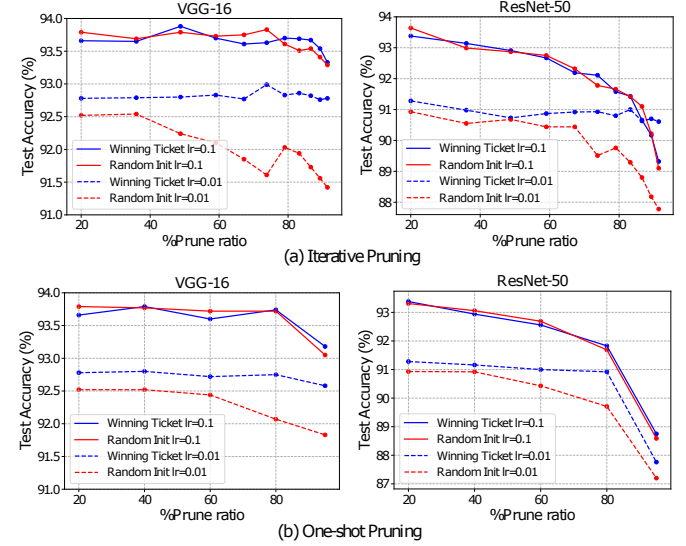 VGG-16
94.0
93.5
93.0
92.5
92.0
91.5
91.0
Test Accuracy (%)
Winning Ticket lr=0.1
Random Init lr=0.1
Winning Ticket lr=0.01
Random Init lr=0.01
20
40
60
80
%Prune ratio
ResNet-50
94
93
92
91
90
89
88
Test Accuracy (%)
Winning Ticket lr=0.1
Random Init lr=0.1
Winning Ticket lr=0.01
Random Init lr=0.01
20
40
60
80
%Prune ratio
(a) Iterative Pruning
VGG-16
94.0
93.5
93.0
92.5
92.0
91.5
91.0
Test Accuracy (%)
Winning Ticket lr=0.1
Random Init lr=0.1
Winning Ticket lr=0.01
Random Init lr=0.01
20
40
60
80
%Prune ratio
ResNet-50
93
92
91
90
89
88
87
Test Accuracy (%)
Winning Ticket lr=0.1
Random Init lr=0.1
Winning Ticket lr=0.01
Random Init lr=0.01
20
40
60
80
%Prune ratio
(b) One-shot Pruning